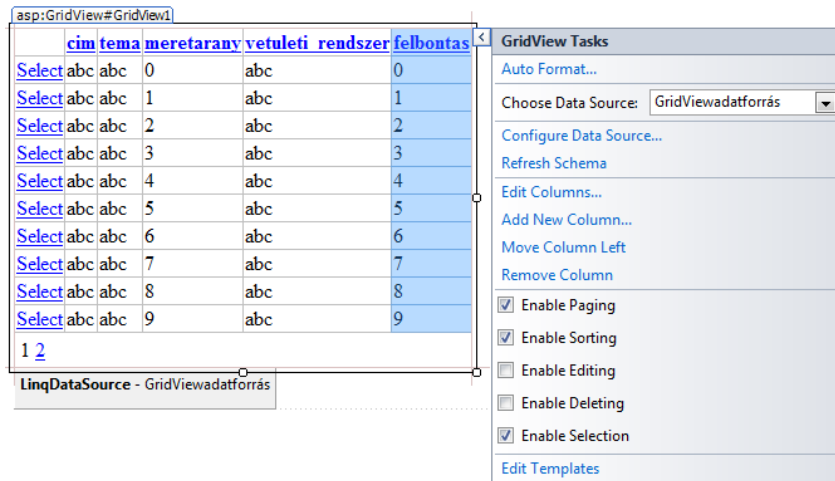 asp:GridView#GridView1
cim tema meretarany vetuleti_rendszer felbontas
Select abc abc 0 abc 0
Select abc abc 1 abc 1
Select abc abc 2 abc 2
Select abc abc 3 abc 3
Select abc abc 4 abc 4
Select abc abc 5 abc 5
Select abc abc 6 abc 6
Select abc abc 7 abc 7
Select abc abc 8 abc 8
Select abc abc 9 abc 9
1 2
LinqDataSource - GridViewadatforrás
GridView Tasks
Auto Format...
Choose Data Source: GridViewadatforrás
Configure Data Source...
Refresh Schema
Edit Columns...
Add New Column...
Move Column Left
Remove Column
Enable Paging
Enable Sorting
Enable Editing
Enable Deleting
Enable Selection
Edit Templates